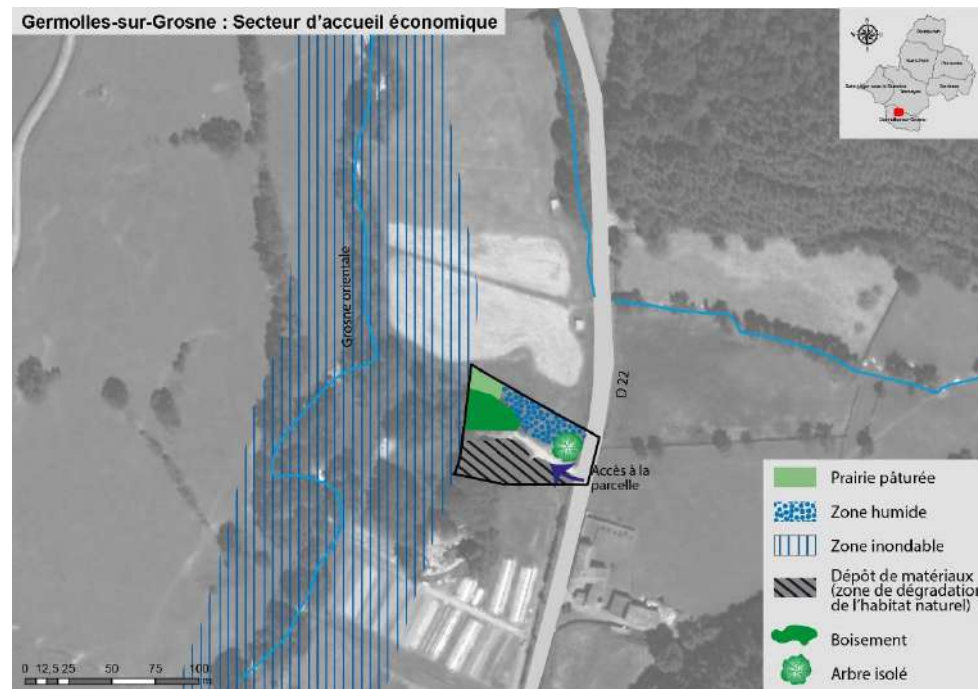 Germolles-sur-Grosne : Secteur d'accueil économique
Grosne orientale
D 22
Accès à la
parcelle
Prairie pâturée
Zone humide
Zone inondable
Dépôt de matériaux
(zone de dégradation
de l'habitat naturel)
Boisement
Arbre isolé
0 12,5 25 50 75 100